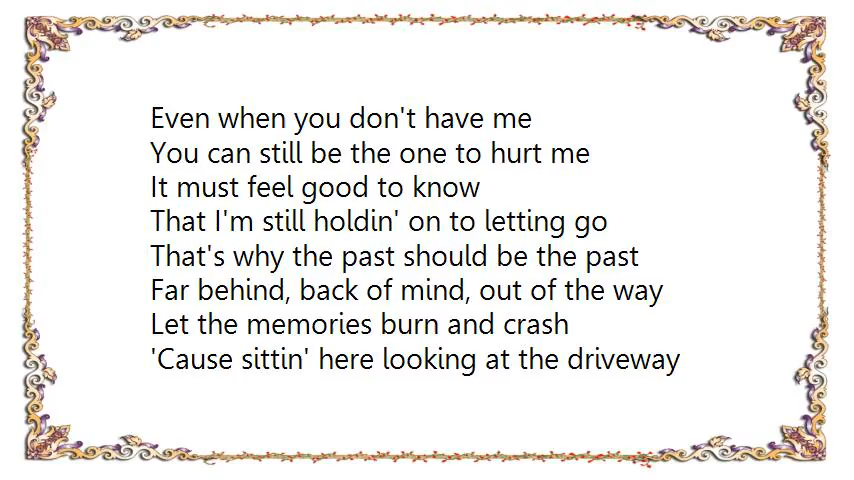 Even when you don't have me
You can still be the one to hurt me
It must feel good to know
That I'm still holdin' on to letting go
That's why the past should be the past
Far behind, back of mind, out of the way
Let the memories burn and crash
'Cause sittin' here looking at the driveway